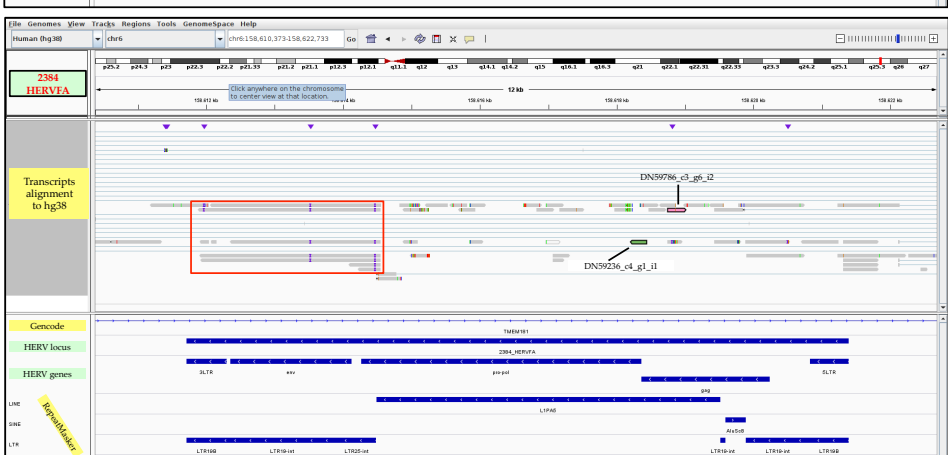 File Genomes View Tracks Regions Tools GenomeSpace Help
Human (hg38) chr6 chr6:158,610,373-158,622,733 Go
2384
HERVFA
p25.2 p24.3 p23 p22.3 p22.2 p21.33 p21.2 p21.1 p12.3 p12.1 q11.1 q12 q13 q14.1 q14.2 q15 q16.1 q16.3 q21 q22.1 q22.31 q22.33 q23.3 q24.2 q25.1 q25.3 q26 q27
12 kb
Click anywhere on the chromosome
to center view at that location.
158.612 kb 158.616 kb 158.618 kb 158.620 kb 158.622 kb
Transcripts
alignment
to hg38
DN59786_c3_g6_i2
DN59236_c4_g1_i1
Gencode
TMEM181
HERV locus
2384_HERVFA
HERV genes
3LTR env pro-pol 5LTR
gag
LINE
L1PA5
RepeatMasker
SINE
LTR
LTR19B LTR19-int LTR25-int LTR19-int LTR19-int LTR19B